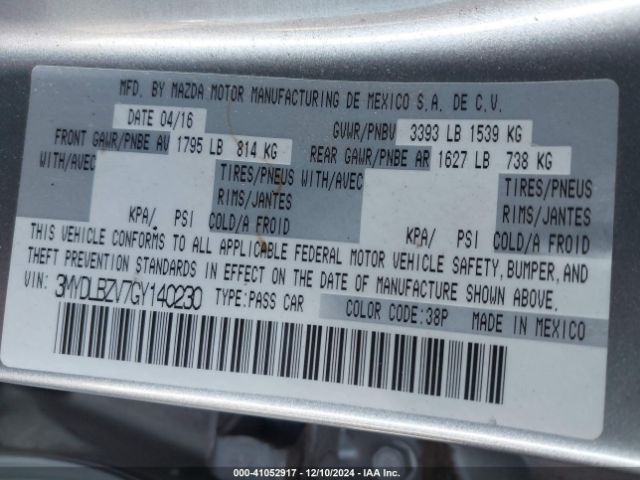 MFD. BY MAZDA MOTOR MANUFACTURING DE MEXICO S.A. DE C.V.
DATE 04/16 GVWR/PNBV 3393 LB 1539 KG
FRONT GAWR/PNBE AV 1795 LB 814 KG REAR GAWR/PNBE AR 1627 LB 738 KG
WITH/AVEC TIRES/PNEUS WITH/AVEC TIRES/PNEUS
RIMS/JANTES RIMS/JANTES
KPA/ PSI COLD/A FROID KPA/ PSI COLD/A FROID
THIS VEHICLE CONFORMS TO ALL APPLICABLE FEDERAL MOTOR VEHICLE SAFETY, BUMPER, AND
THEFT PREVENTION STANDARDS IN EFFECT ON THE DATE OF MANUFACTURE SHOWN ABOVE.
VIN: 3MYDLBZV7GY140230 TYPE:PASS CAR COLOR CODE:38P MADE IN MEXICO
000-41052917 - 12/10/2024 - IAA Inc.